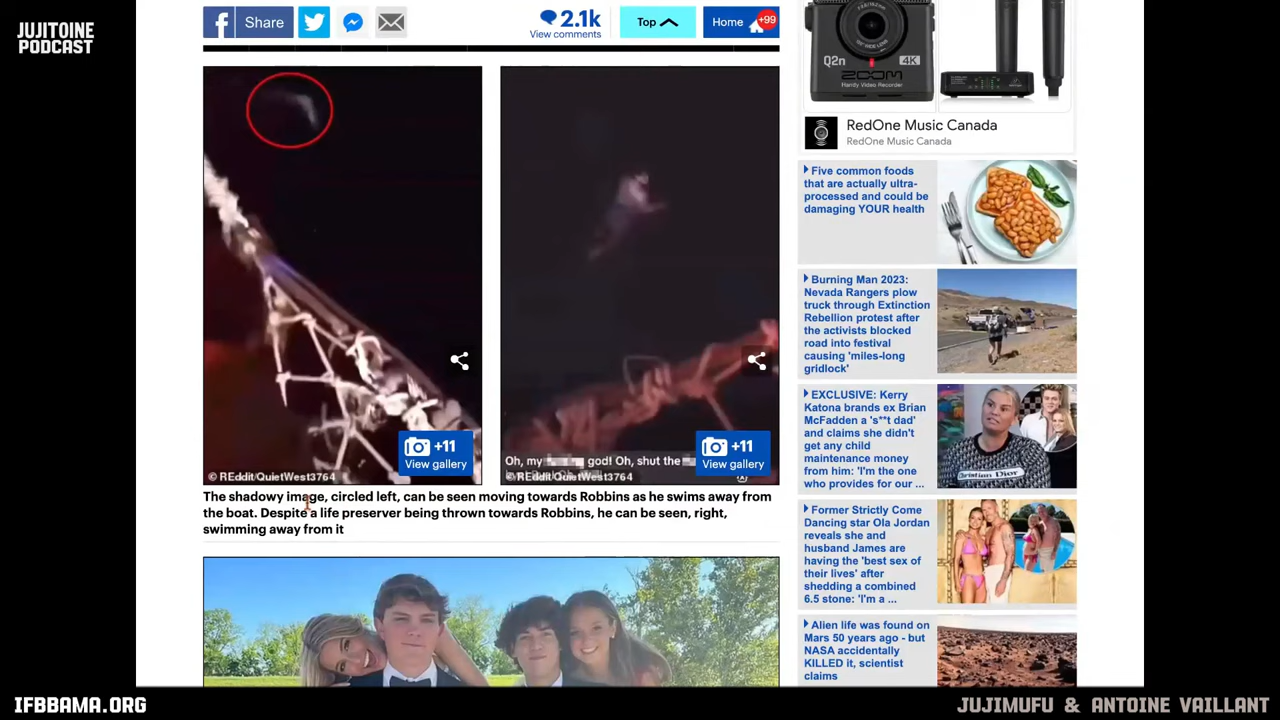 JUJITOINE
PODCAST
Share
2.1k
View comments
Top
Home
+99
Q2n
4K
ZOOM
Handy Video Recorder
RedOne Music Canada
RedOne Music Canada
Five common foods
that are actually ultra-
processed and could be
damaging YOUR health
Burning Man 2023:
Nevada Rangers plow
truck through Extinction
Rebellion protest after
the activists blocked
road into festival
causing 'miles-long
gridlock'
EXCLUSIVE: Kerry
Katona brands ex Brian
McFadden a 's**t dad'
and claims she didn't
get any child
maintenance money
from him: 'I'm the one
who provides for our ...
Christian Dior
Former Strictly Come
Dancing star Ola Jordan
reveals she and
husband James are
having the 'best sex of
their lives' after
shedding a combined
6.5 stone: 'I'm a ...
Alien life was found on
Mars 50 years ago - but
NASA accidentally
KILLED it, scientist
claims
+11
View gallery
© REddit/QuietWest3764
Oh, my god! Oh, shut the
+11
View gallery
© REddit/QuietWest3764
The shadowy image, circled left, can be seen moving towards Robbins as he swims away from
the boat. Despite a life preserver being thrown towards Robbins, he can be seen, right,
swimming away from it
IFBBAMA.ORG
JUJIMUFU & ANTOINE VAILLANT